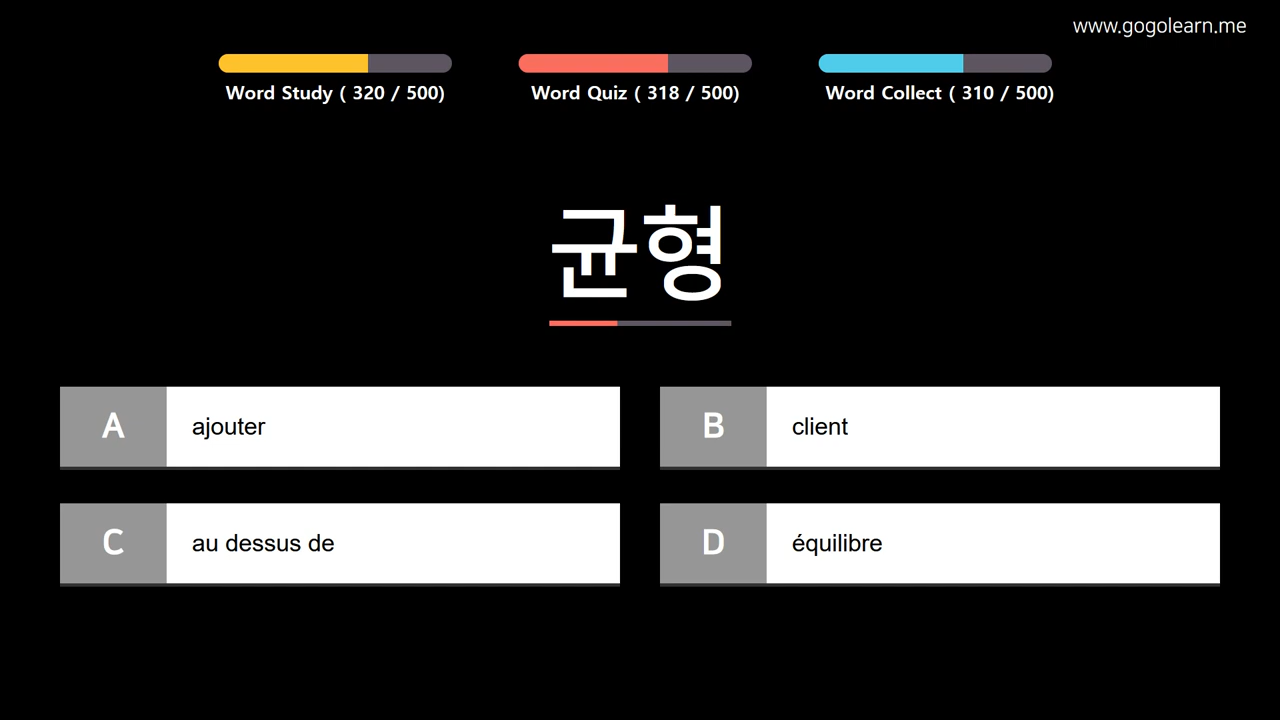 www.gogolearn.me
Word Study ( 320 / 500)
Word Quiz ( 318 / 500)
Word Collect ( 310 / 500)
균형
A ajouter
B client
C au dessus de
D équilibre